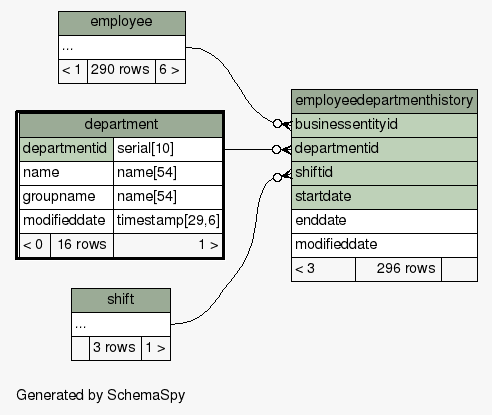 employee
...
< 1 290 rows 6 >
employeedepartmenthistory
businessentityid
departmentid
shiftid
startdate
enddate
modifieddate
< 3 296 rows
department
departmentid serial[10]
name name[54]
groupname name[54]
modifieddate timestamp[29,6]
< 0 16 rows 1 >
shift
...
3 rows 1 >
Generated by SchemaSpy